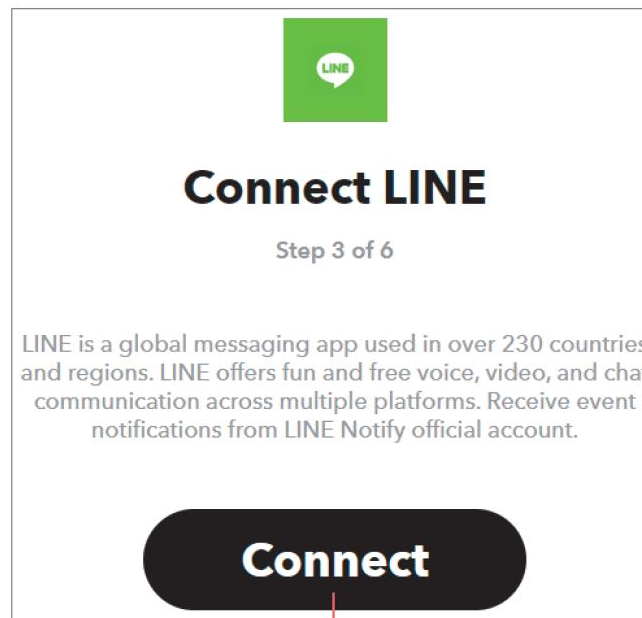 LINE
Connect LINE
Step 3 of 6
LINE is a global messaging app used in over 230 countries
and regions. LINE offers fun and free voice, video, and chat
communication across multiple platforms. Receive event
notifications from LINE Notify official account.
Connect